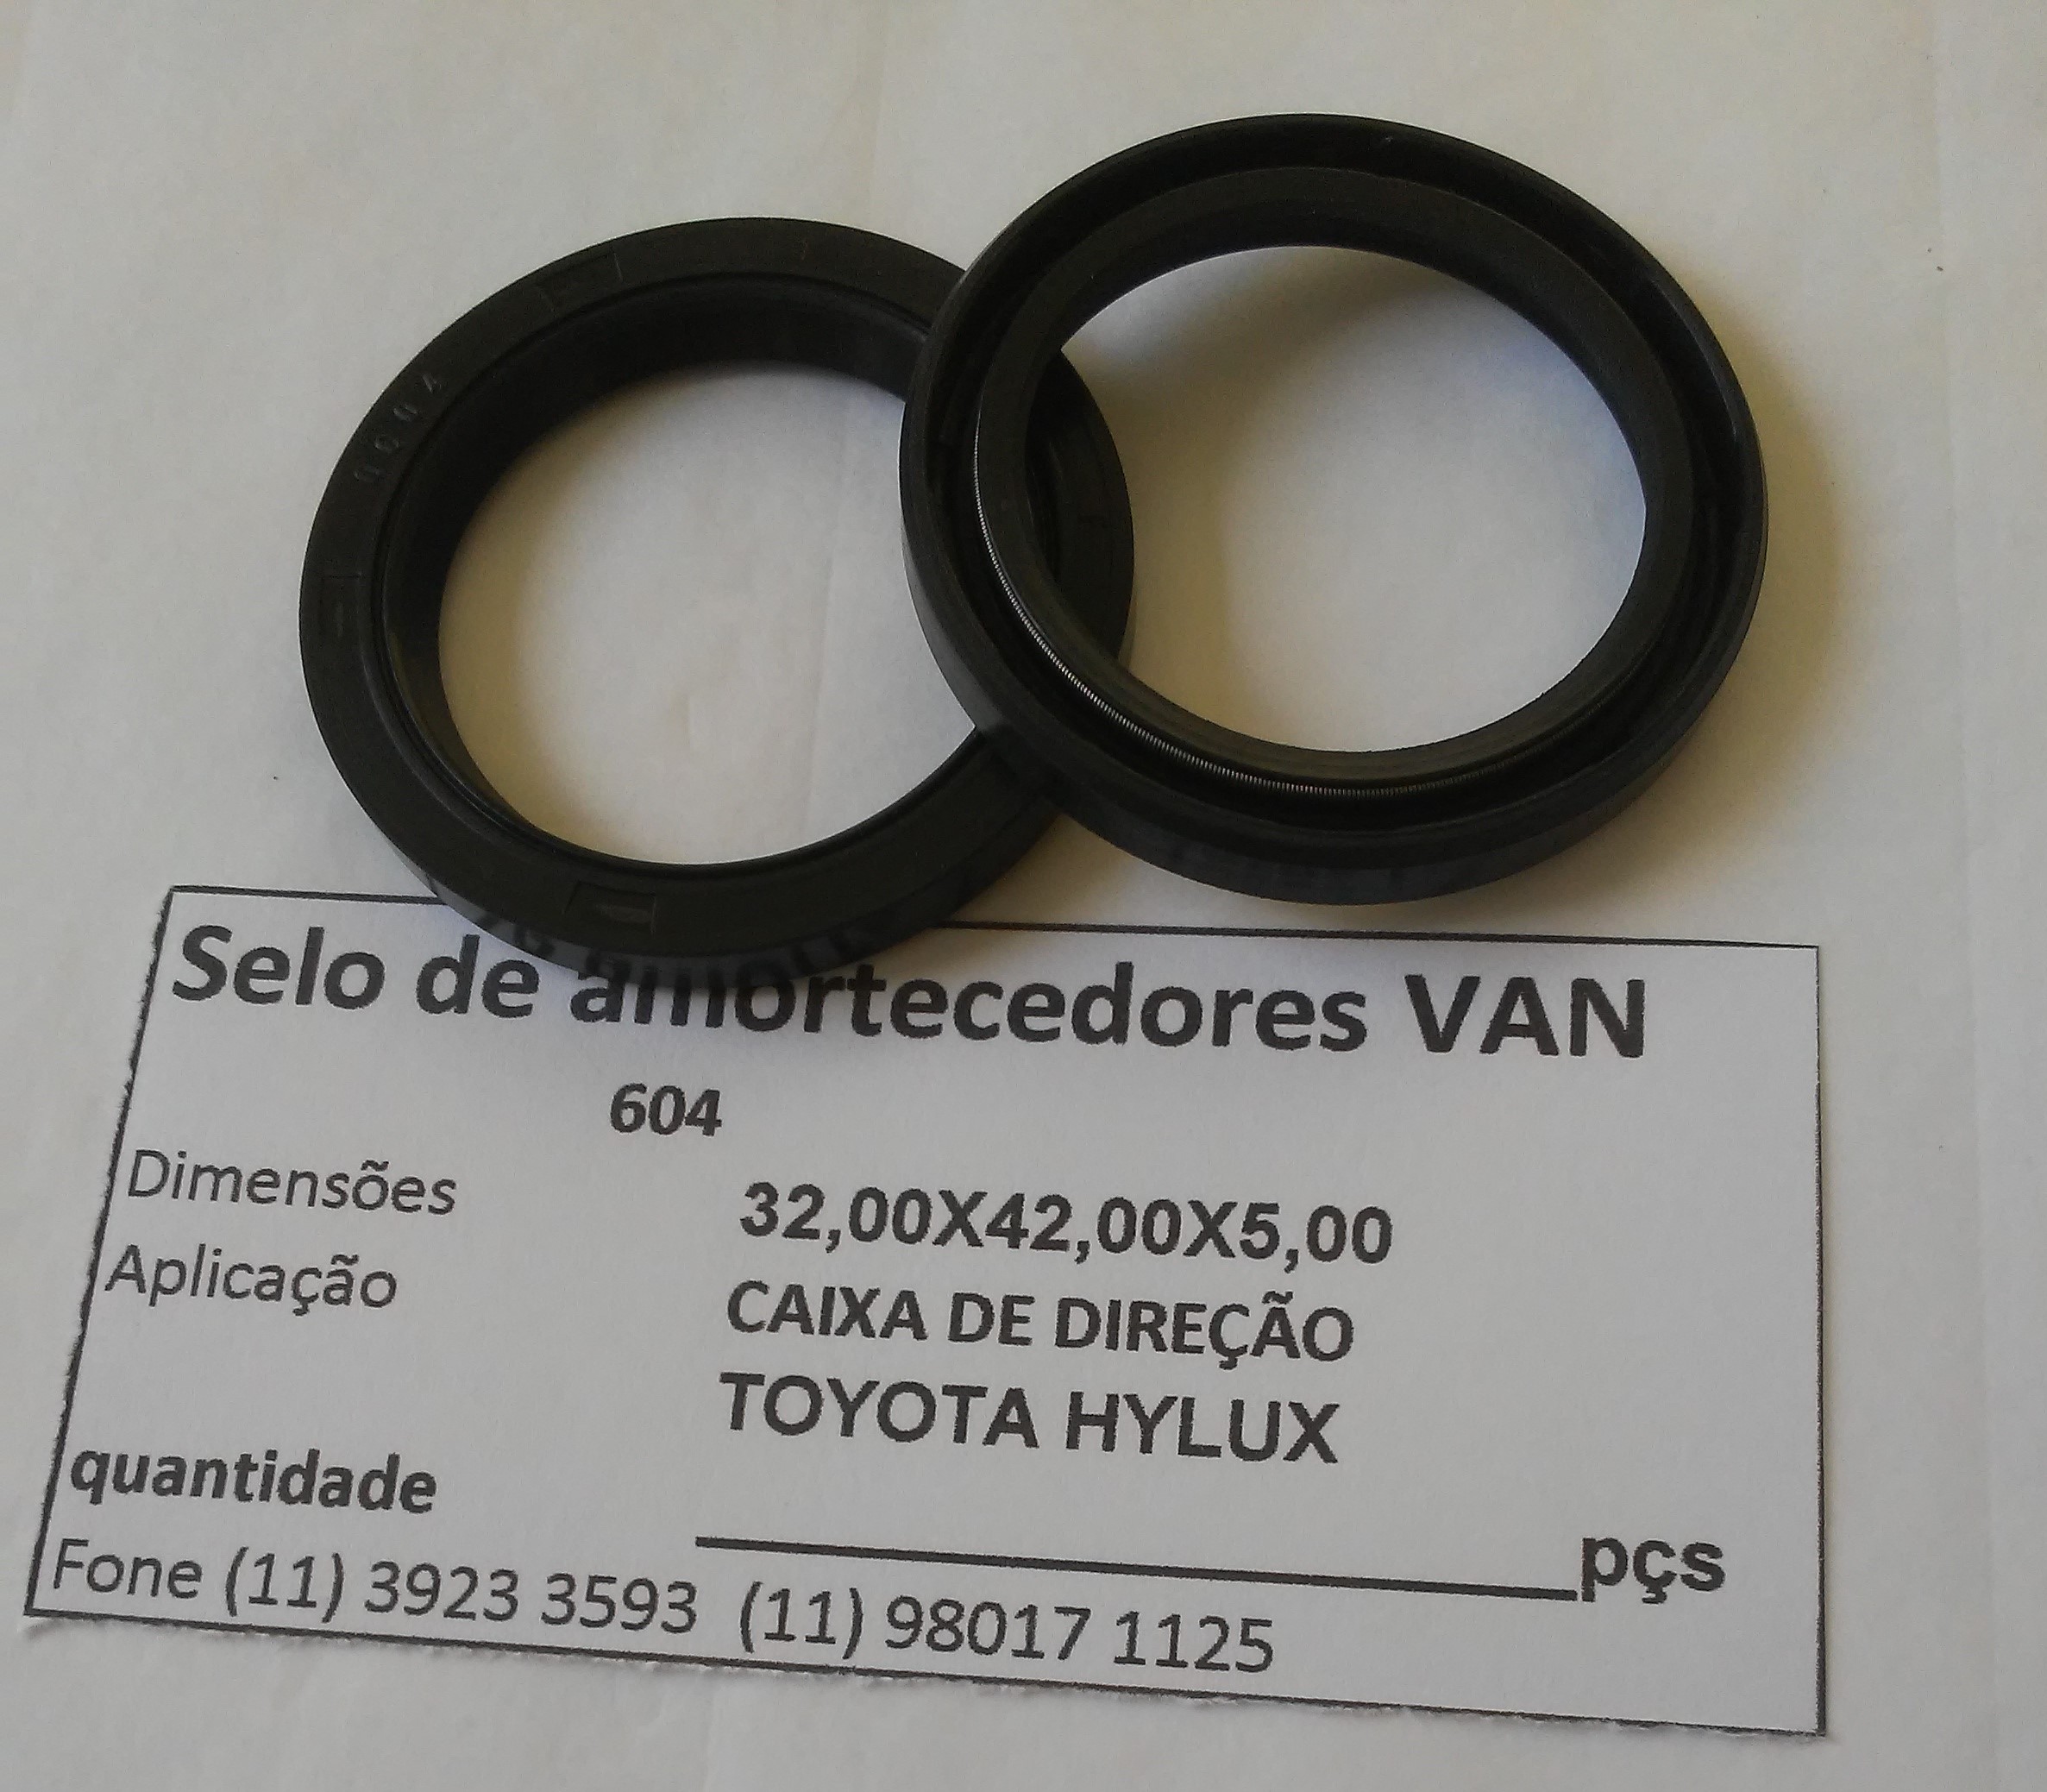 Selo de amortecedores VAN
604
Dimensões 32,00X42,00X5,00
Aplicação CAIXA DE DIREÇÃO
TOYOTA HYLUX
quantidade ____________pçs
Fone (11) 3923 3593 (11) 98017 1125